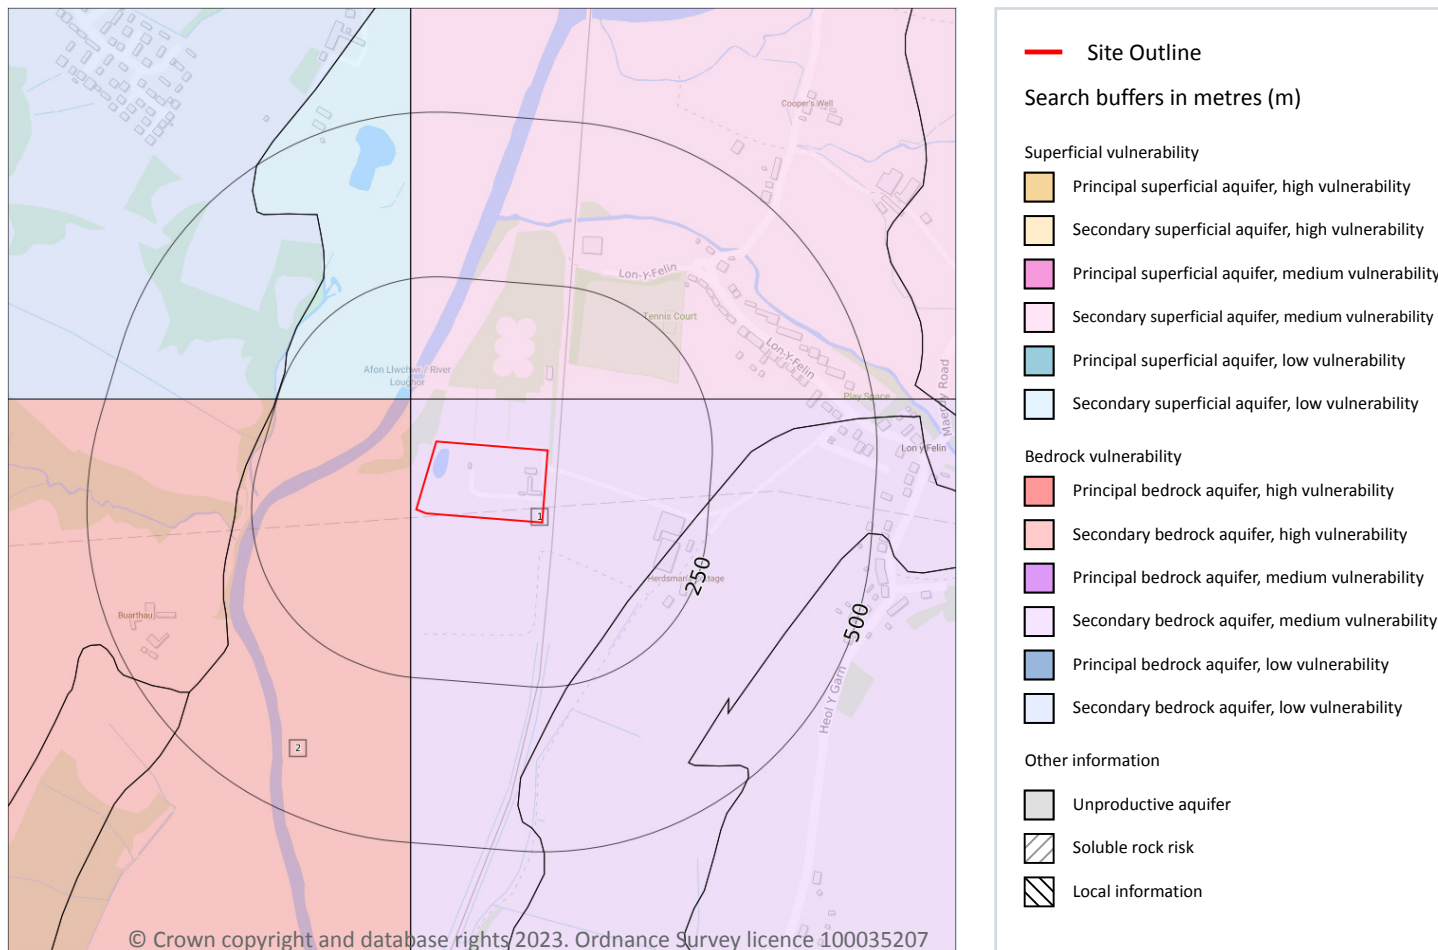 Cooper's Well
Lon-Y-Felin
Tennis Court
Lon-Y-Felin
Afon Llwchwr / River
Loughor
Play Space
Maerdy Road
Lon y Felin
1
Herdsman Cottage
250
500
Buarthau
Heol Y Garn
2
© Crown copyright and database rights 2023. Ordnance Survey licence 100035207
Site Outline
Search buffers in metres (m)
Superficial vulnerability
Principal superficial aquifer, high vulnerability
Secondary superficial aquifer, high vulnerability
Principal superficial aquifer, medium vulnerability
Secondary superficial aquifer, medium vulnerability
Principal superficial aquifer, low vulnerability
Secondary superficial aquifer, low vulnerability
Bedrock vulnerability
Principal bedrock aquifer, high vulnerability
Secondary bedrock aquifer, high vulnerability
Principal bedrock aquifer, medium vulnerability
Secondary bedrock aquifer, medium vulnerability
Principal bedrock aquifer, low vulnerability
Secondary bedrock aquifer, low vulnerability
Other information
Unproductive aquifer
Soluble rock risk
Local information